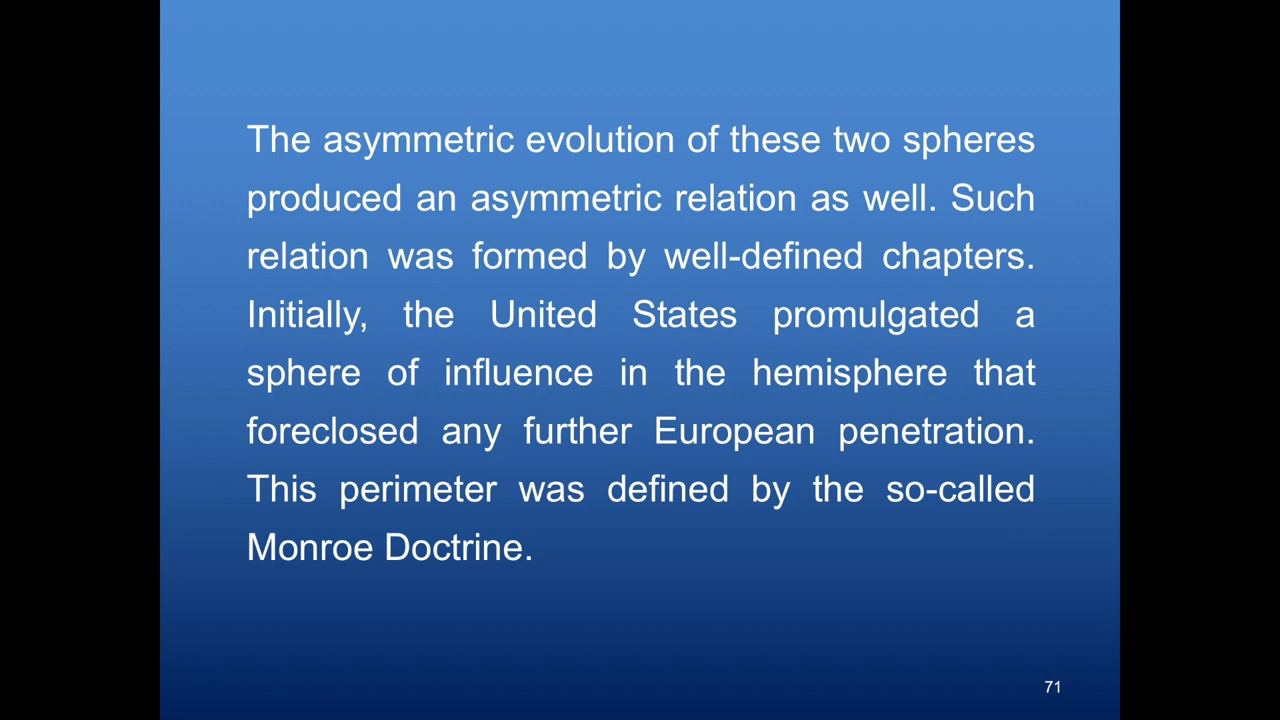 The asymmetric evolution of these two spheres
produced an asymmetric relation as well. Such
relation was formed by well-defined chapters.
Initially, the United States promulgated a
sphere of influence in the hemisphere that
foreclosed any further European penetration.
This perimeter was defined by the so-called
Monroe Doctrine.
71